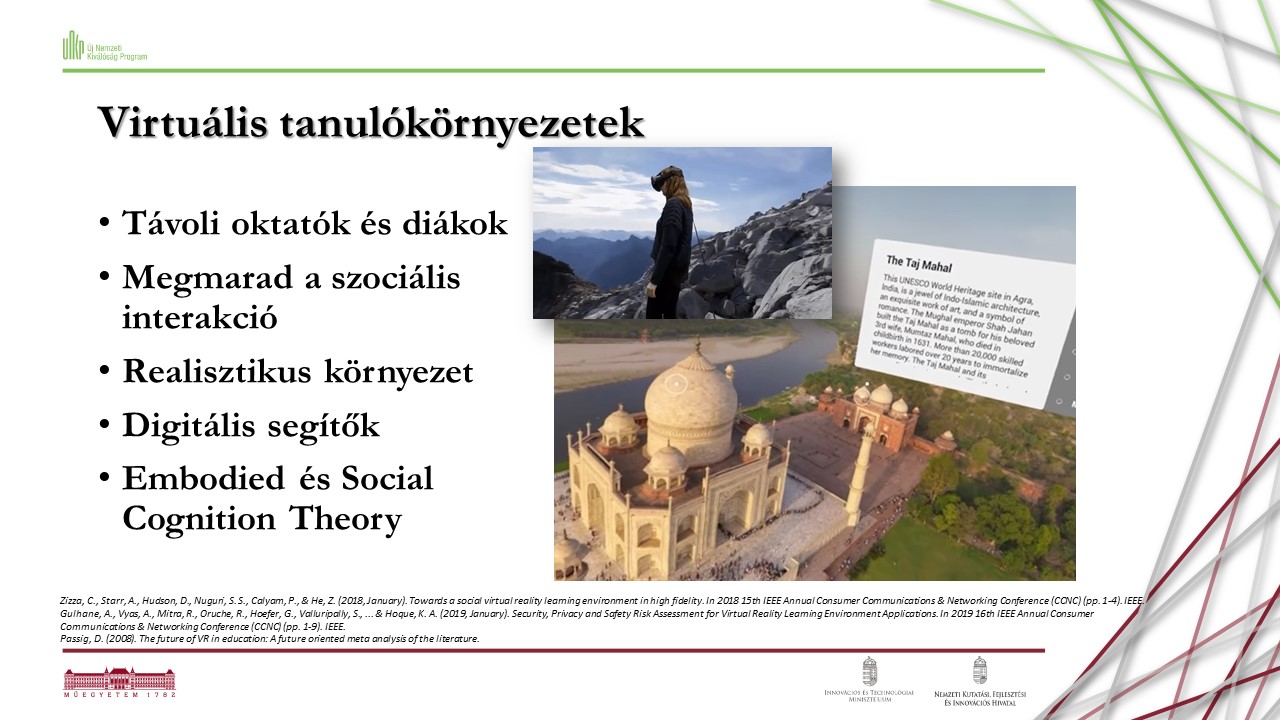 ÚNKP Új Nemzeti
Kiválóság Program
Virtuális tanulókörnyezetek
• Távoli oktatók és diákok
• Megmarad a szociális
interakció
• Realisztikus környezet
• Digitális segítők
• Embodied és Social
Cognition Theory
The Taj Mahal
This UNESCO World Heritage site in Agra,
India, is a jewel of Indo-Islamic architecture,
an exquisite work of art, and a symbol of
romance. The Mughal emperor Shah Jahan
built the Taj Mahal as a tomb for his beloved
3rd wife, Mumtaz Mahal, who died in
childbirth in 1631. More than 20,000 skilled
workers labored over 20 years to immortalize
her memory. The Taj Mahal and its
Zizza, C., Starr, A., Hudson, D., Nuguri, S. S., Calyam, P., & He, Z. (2018, January). Towards a social virtual reality learning environment in high fidelity. In 2018 15th IEEE Annual Consumer Communications & Networking Conference (CCNC) (pp. 1-4). IEEE.
Gulhane, A., Vyas, A., Mitra, R., Oruche, R., Hoefer, G., Valluripally, S., ... & Hoque, K. A. (2019, January). Security, Privacy and Safety Risk Assessment for Virtual Reality Learning Environment Applications. In 2019 16th IEEE Annual Consumer
Communications & Networking Conference (CCNC) (pp. 1-9). IEEE.
Passig, D. (2008). The future of VR in education: A future oriented meta analysis of the literature.
MŰEGYETEM 1782
INNOVÁCIÓS ÉS TECHNOLÓGIAI
MINISZTÉRIUM
NEMZETI KUTATÁSI, FEJLESZTÉSI
ÉS INNOVÁCIÓS HIVATAL